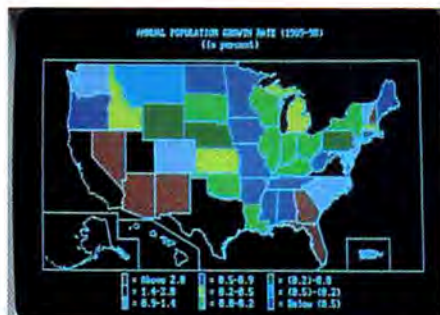 ANNUAL POPULATION GROWTH RATE (1989-90)
(In percent)
= Above 2.0 = 0.5-0.9 = (0.2)-0.0
= 1.4-2.0 = 0.2-0.5 = (0.5)-(0.2)
= 0.9-1.4 = 0.0-0.2 = Below (0.5)